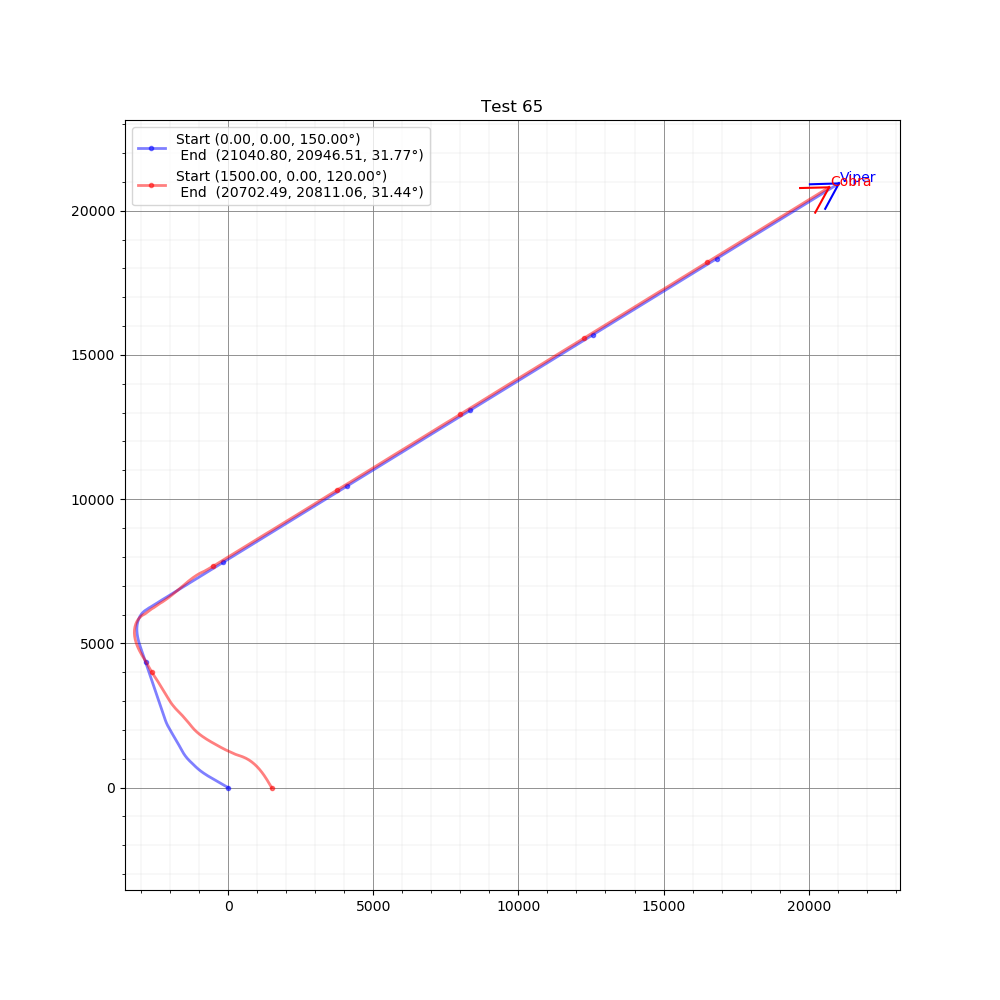 Test 65
Start (0.00, 0.00, 150.00°)
End (21040.80, 20946.51, 31.77°)
Start (1500.00, 0.00, 120.00°)
End (20702.49, 20811.06, 31.44°)
Viper
Cobra
20000
15000
10000
5000
0
0
5000
10000
15000
20000